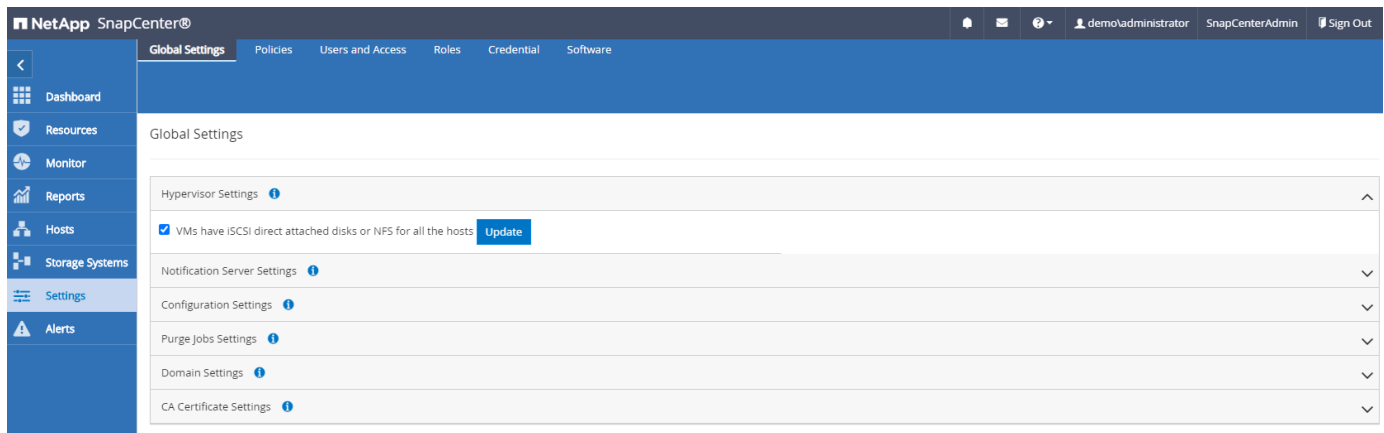 NetApp SnapCenter®
demo\administrator
SnapCenterAdmin
Sign Out
Global Settings
Policies
Users and Access
Roles
Credential
Software
Dashboard
Resources
Monitor
Reports
Hosts
Storage Systems
Settings
Alerts
Global Settings
Hypervisor Settings
VMs have iSCSI direct attached disks or NFS for all the hosts
Update
Notification Server Settings
Configuration Settings
Purge Jobs Settings
Domain Settings
CA Certificate Settings